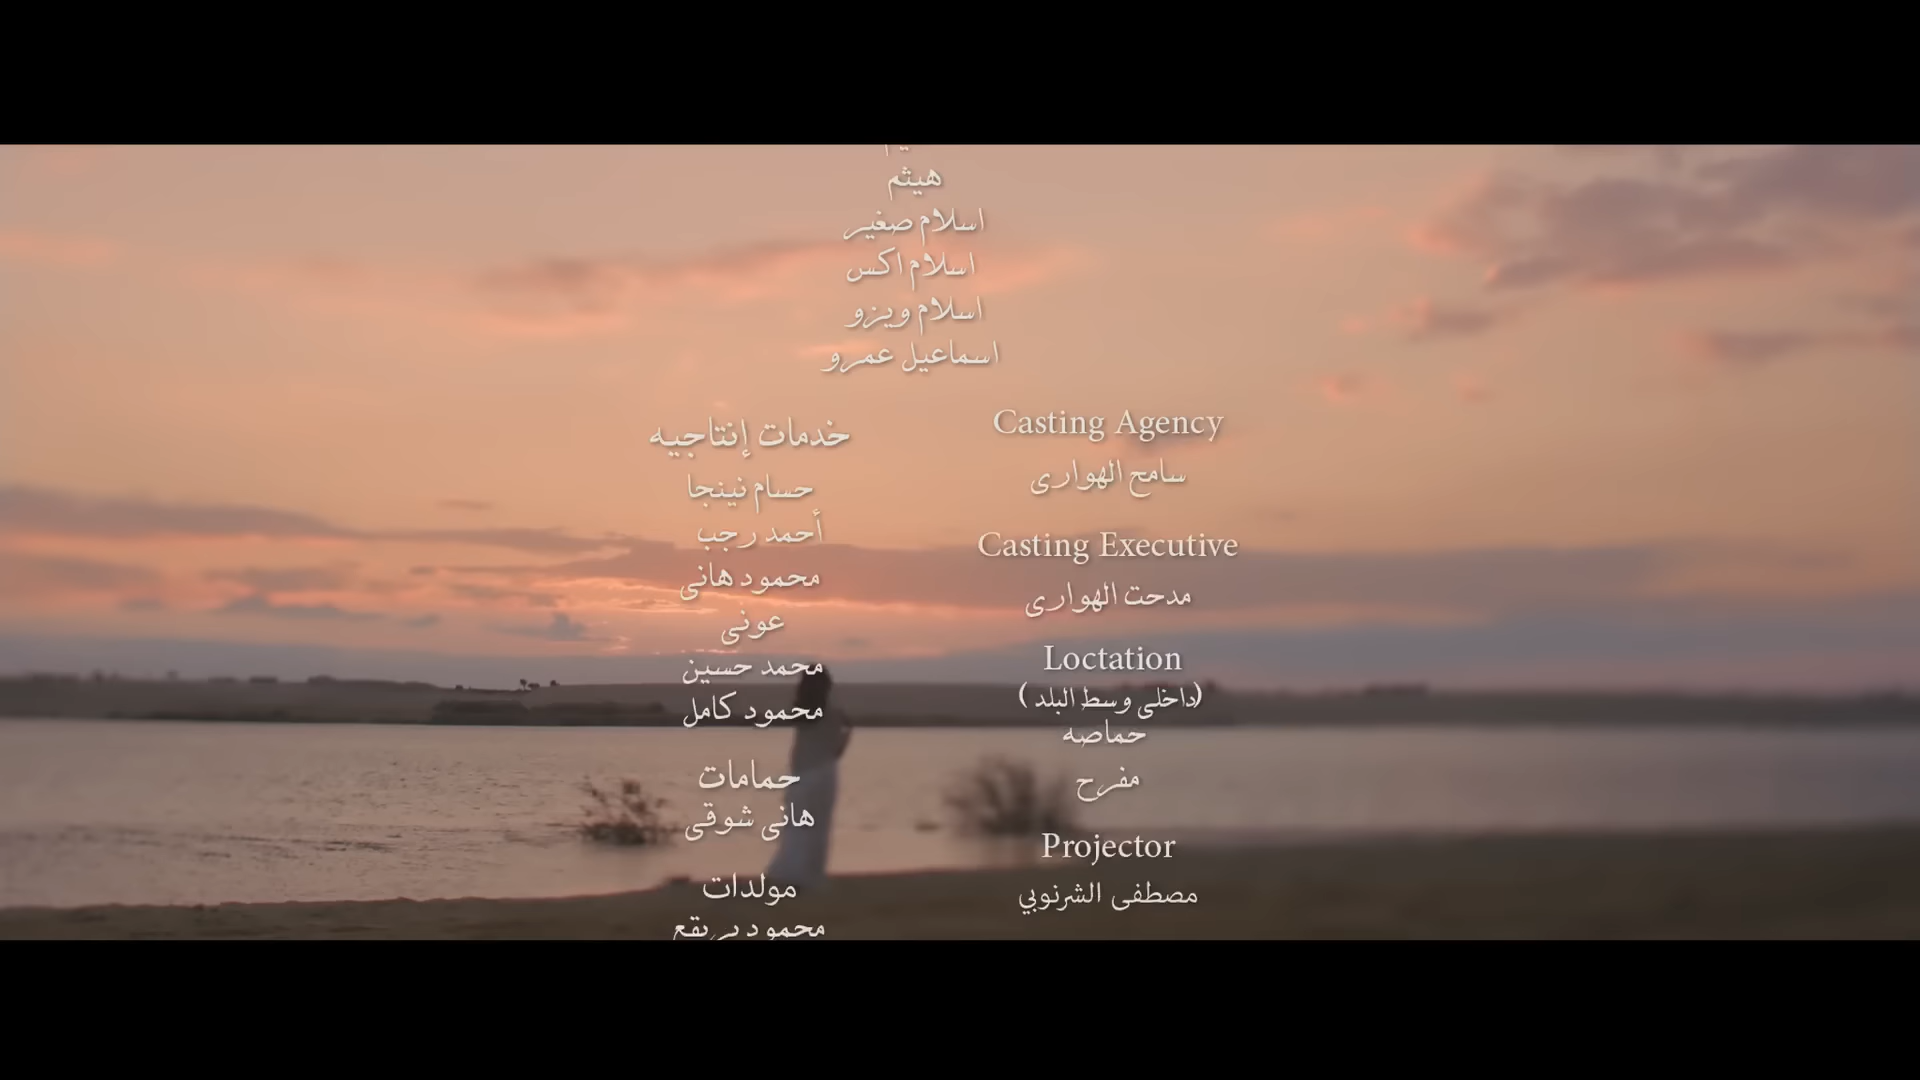 هيثم
اسلام صغير
اسلام اكس
اسلام ويزو
اسماعيل عمرو
Casting Agency
سامح الهوارى
Casting Executive
مدحت الهوارى
Loctation
(داخلى وسط البلد )
حماصه
مفرح
Projector
مصطفى الشرنوبي
خدمات إنتاجيه
حسام نينجا
أحمد رجب
محمود هانى
عونى
محمد حسين
محمود كامل
حمامات
هانى شوقى
مولدات
محمود